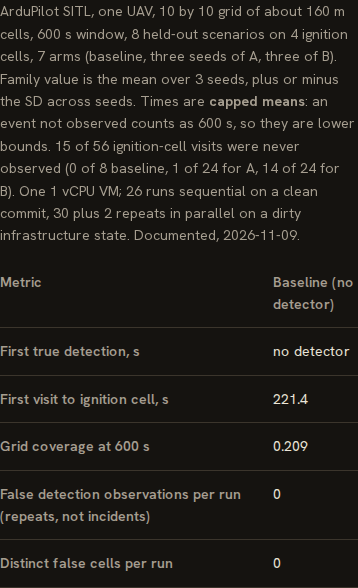 ArduPilot SITL, one UAV, 10 by 10 grid of about 160 m
cells, 600 s window, 8 held-out scenarios on 4 ignition
cells, 7 arms (baseline, three seeds of A, three of B).
Family value is the mean over 3 seeds, plus or minus
the SD across seeds. Times are capped means: an
event not observed counts as 600 s, so they are lower
bounds. 15 of 56 ignition-cell visits were never
observed (0 of 8 baseline, 1 of 24 for A, 14 of 24 for
B). One 1 vCPU VM; 26 runs sequential on a clean
commit, 30 plus 2 repeats in parallel on a dirty
infrastructure state. Documented, 2026-11-09.
Metric
Baseline (no
detector)
First true detection, s
no detector
First visit to ignition cell, s
221.4
Grid coverage at 600 s
0.209
False detection observations per run
(repeats, not incidents)
0
Distinct false cells per run
0